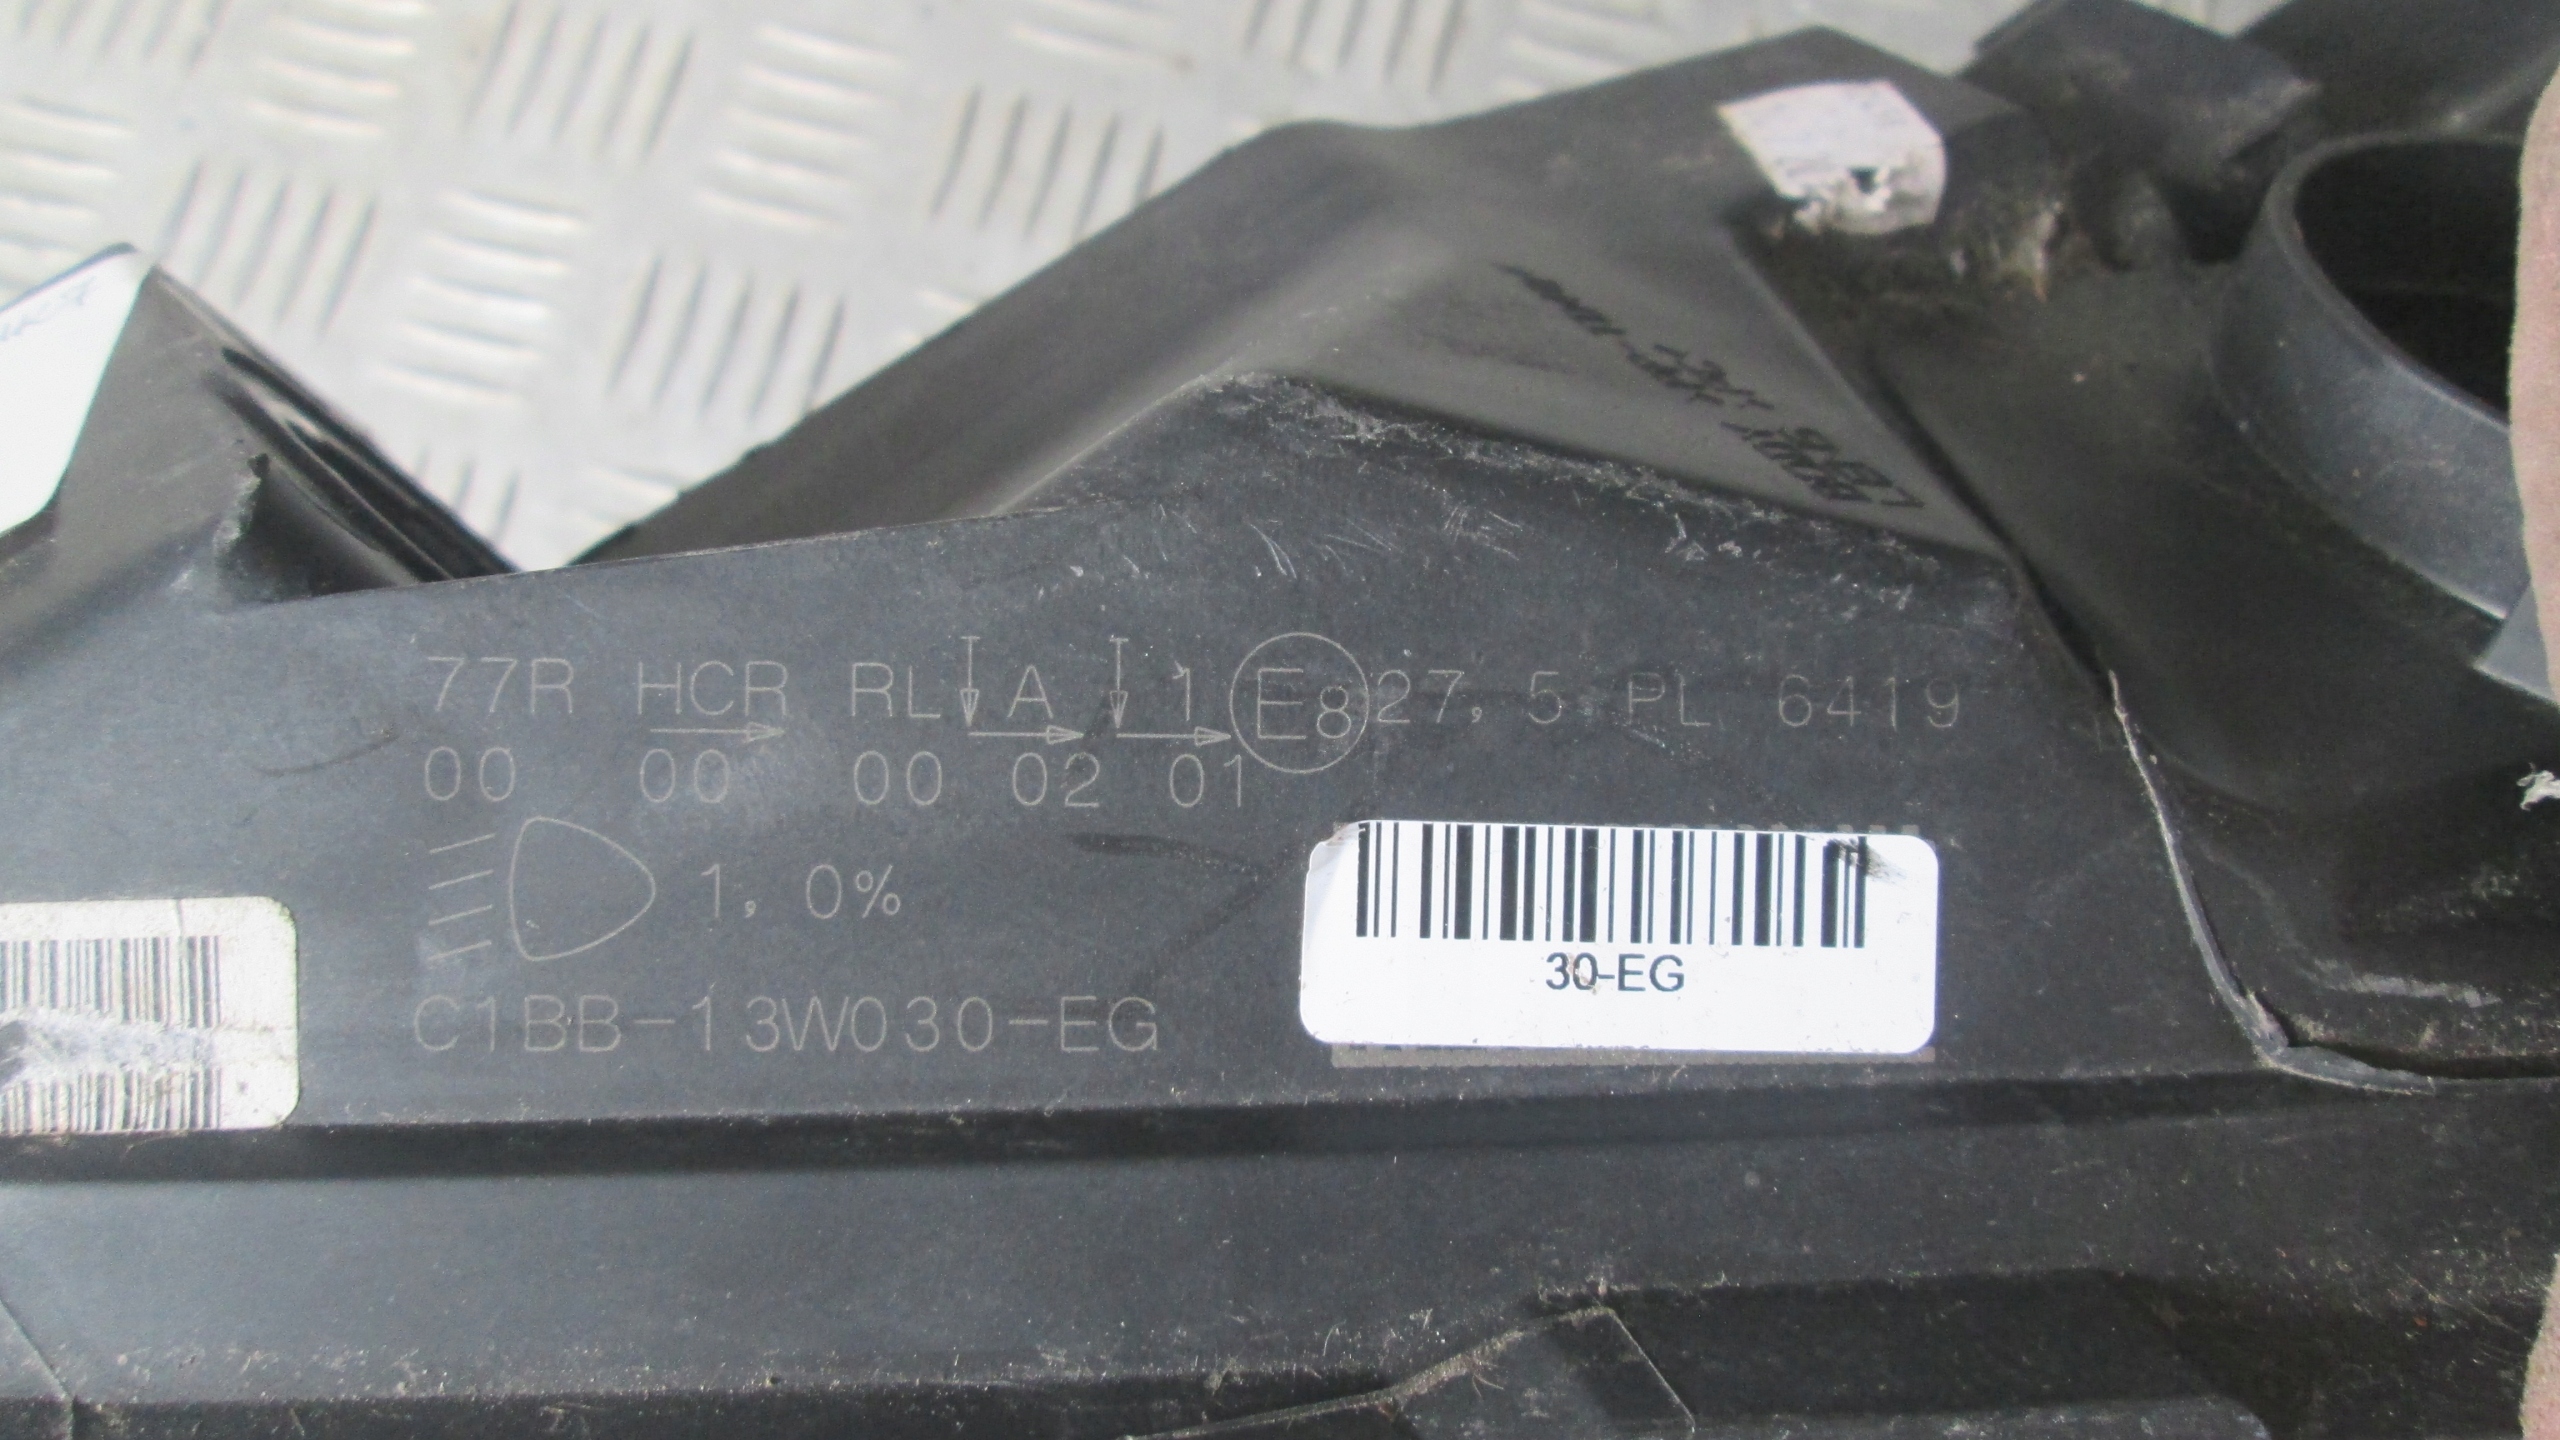 77R HCR RL A 1 E8 27,5 PL 6419
00 00 00 02 01
1,0%
C1BB-13W030-EG
30-EG